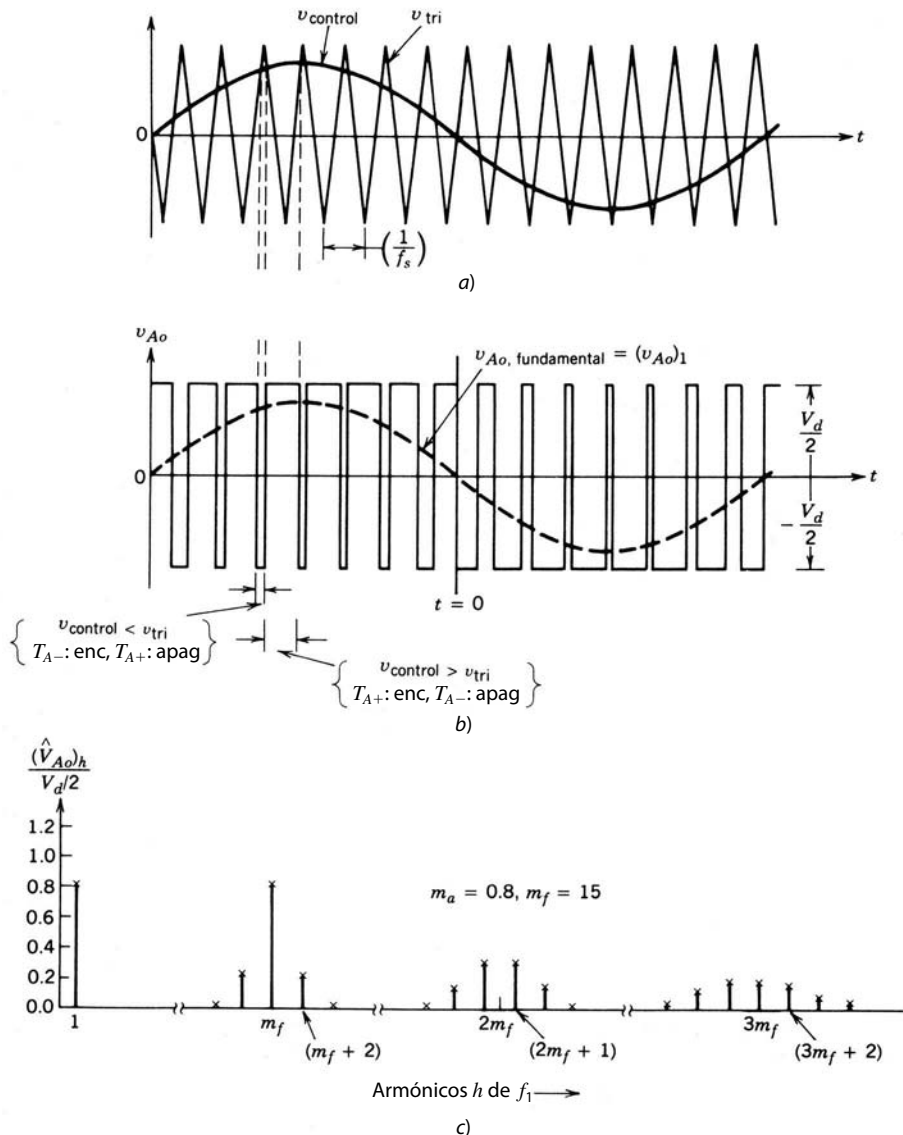 v_control
v_tri
0
t
(1/f_s)
a)
v_Ao
v_Ao, fundamental = (v_Ao)_1
0
t
V_d/2
− V_d/2
t = 0
v_control < v_tri
T_A−: enc, T_A+: apag
v_control > v_tri
T_A+: enc, T_A−: apag
b)
(V̂_Ao)_h
V_d/2
1.2
1.0
0.8
0.6
0.4
0.2
0.0
m_a = 0.8, m_f = 15
1
m_f
(m_f + 2)
2m_f
(2m_f + 1)
3m_f
(3m_f + 2)
Armónicos h de f_1
c)